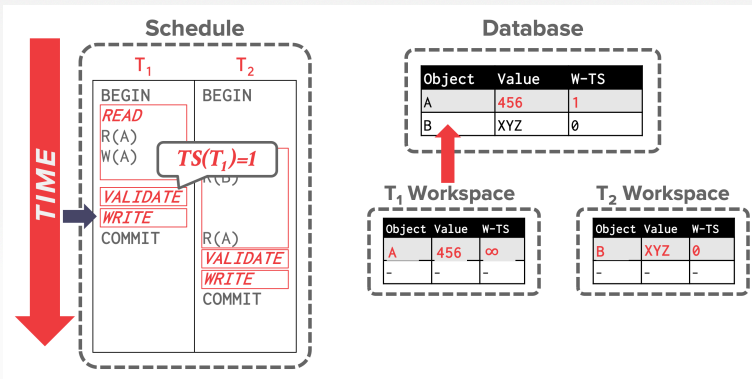 Schedule
Database
TIME
T₁ T₂
BEGIN BEGIN
READ
R(A)
W(A)
TS(T₁)=1
R(B)
VALIDATE
WRITE
COMMIT
R(A)
VALIDATE
WRITE
COMMIT
Object Value W-TS
A 456 1
B XYZ 0
T₁ Workspace
Object Value W-TS
A 456 ∞
- - -
T₂ Workspace
Object Value W-TS
B XYZ 0
- - -